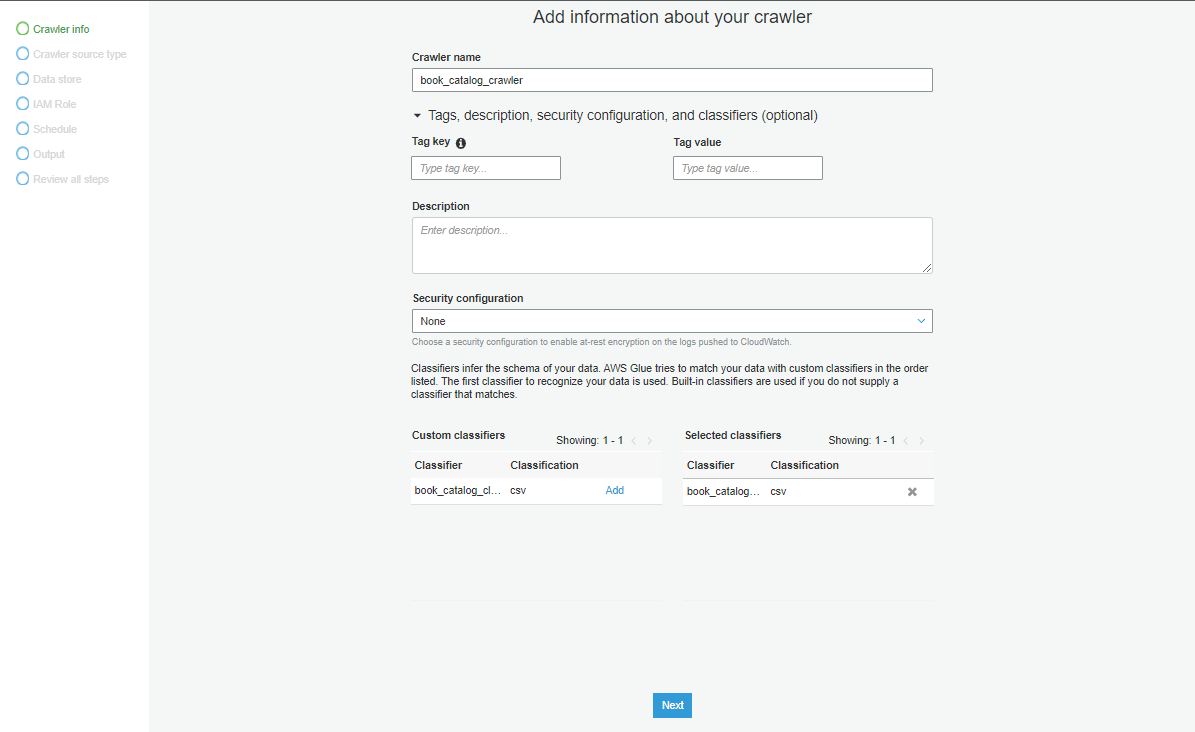 Add information about your crawler
Crawler info
Crawler source type
Data store
IAM Role
Schedule
Output
Review all steps
Crawler name
book_catalog_crawler
Tags, description, security configuration, and classifiers (optional)
Tag key
Tag value
Type tag key...
Type tag value...
Description
Enter description...
Security configuration
None
Choose a security configuration to enable at-rest encryption on the logs pushed to CloudWatch.
Classifiers infer the schema of your data. AWS Glue tries to match your data with custom classifiers in the order
listed. The first classifier to recognize your data is used. Built-in classifiers are used if you do not supply a
classifier that matches.
Custom classifiers Showing: 1 - 1
Classifier Classification
book_catalog_cl... csv Add
Selected classifiers Showing: 1 - 1
Classifier Classification
book_catalog... csv
Next